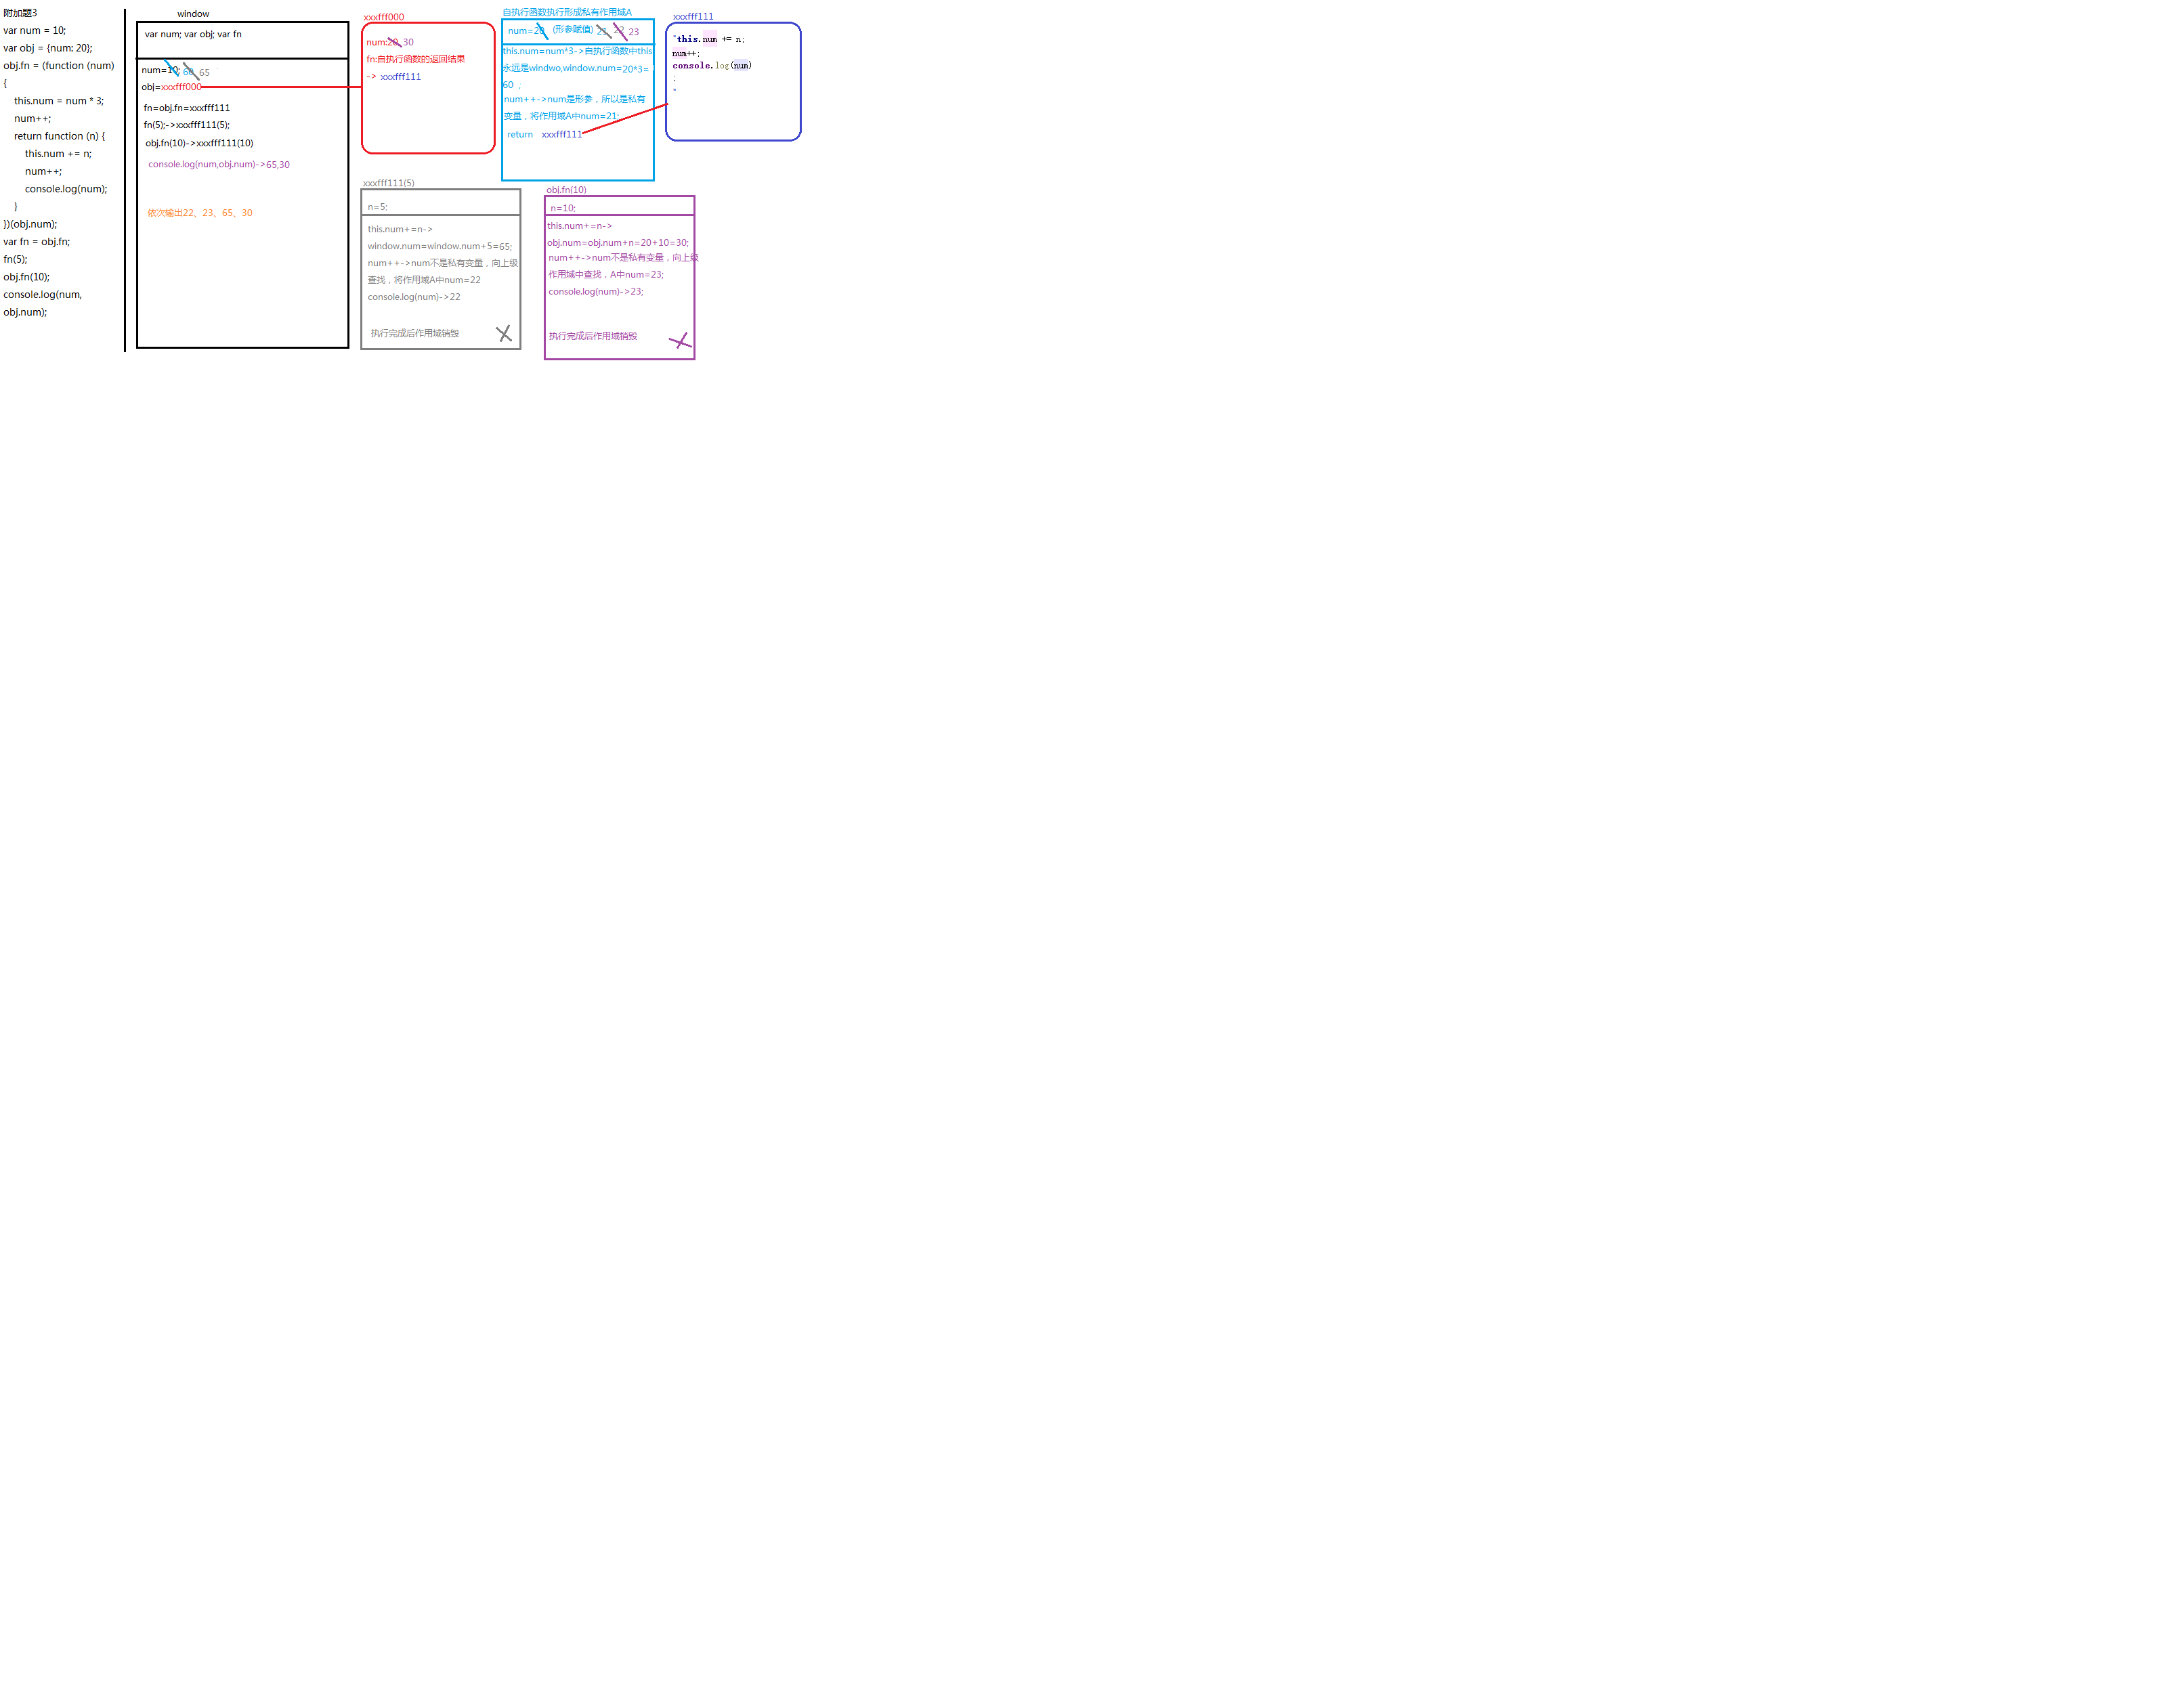 附加题3
var num = 10;
var obj = {num: 20};
obj.fn = (function (num)
{
this.num = num * 3;
num++;
return function (n) {
this.num += n;
num++;
console.log(num);
}
})(obj.num);
var fn = obj.fn;
fn(5);
obj.fn(10);
console.log(num,
obj.num);
window
var num; var obj; var fn
num=10; 60 65
obj=xxxfff000
fn=obj.fn=xxxfff111
fn(5);->xxxfff111(5);
obj.fn(10)->xxxfff111(10)
console.log(num,obj.num)->65,30
依次输出22、23、65、30
xxxfff000
num:20 30
fn:自执行函数的返回结果
-> xxxfff111
自执行函数执行形成私有作用域A
num=20 (形参赋值) 21 22 23
this.num=num*3->自执行函数中this
永远是windwo,window.num=20*3=
60 ;
num++->num是形参，所以是私有
变量，将作用域A中num=21;
return xxxfff111
xxxfff111
"this.num += n;
num++;
console.log(num)
;
"
xxxfff111(5)
n=5;
this.num+=n->
window.num=window.num+5=65;
num++->num不是私有变量，向上级
查找，将作用域A中num=22
console.log(num)->22
执行完成后作用域销毁
obj.fn(10)
n=10;
this.num+=n->
obj.num=obj.num+n=20+10=30;
num++->num不是私有变量，向上级
作用域中查找，A中num=23;
console.log(num)->23;
执行完成后作用域销毁